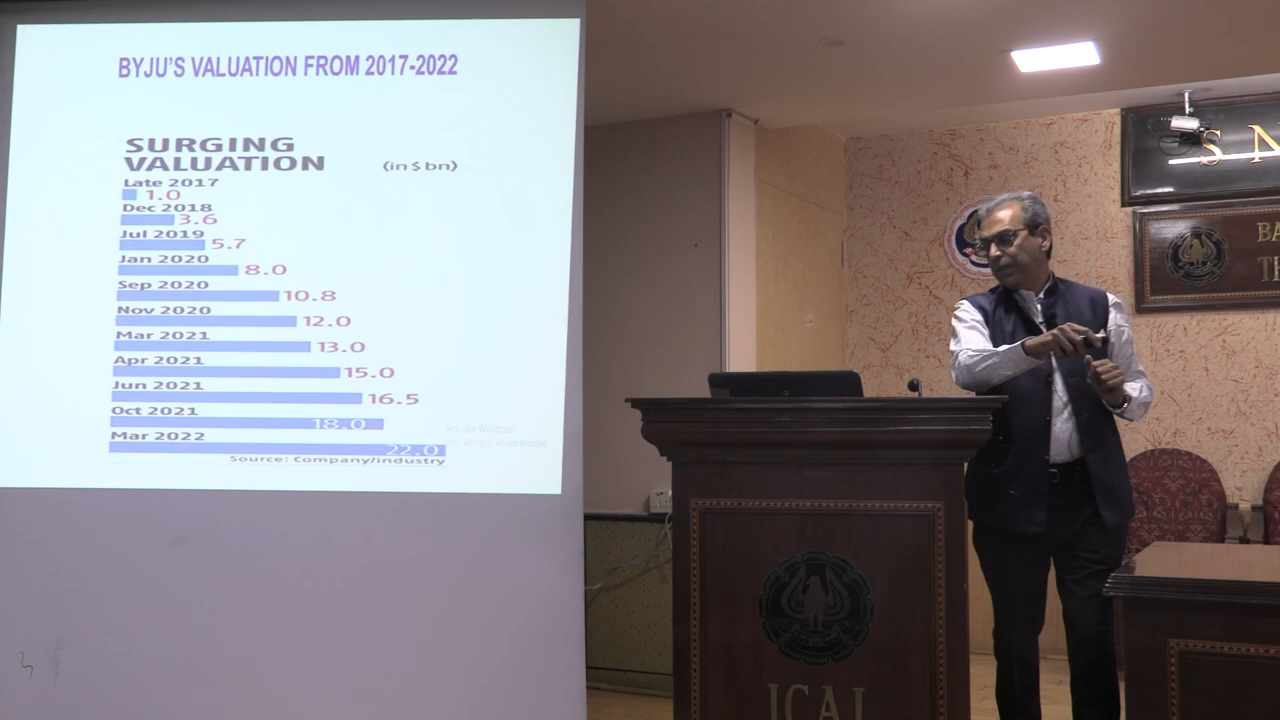 BYJU'S VALUATION FROM 2017-2022
SURGING
VALUATION (in $ bn)
Late 2017
1.0
Dec 2018
3.6
Jul 2019
5.7
Jan 2020
8.0
Sep 2020
10.8
Nov 2020
12.0
Mar 2021
13.0
Apr 2021
15.0
Jun 2021
16.5
Oct 2021
18.0
Mar 2022
22.0
Source: Company/industry
S N
BA
TH
ICAI